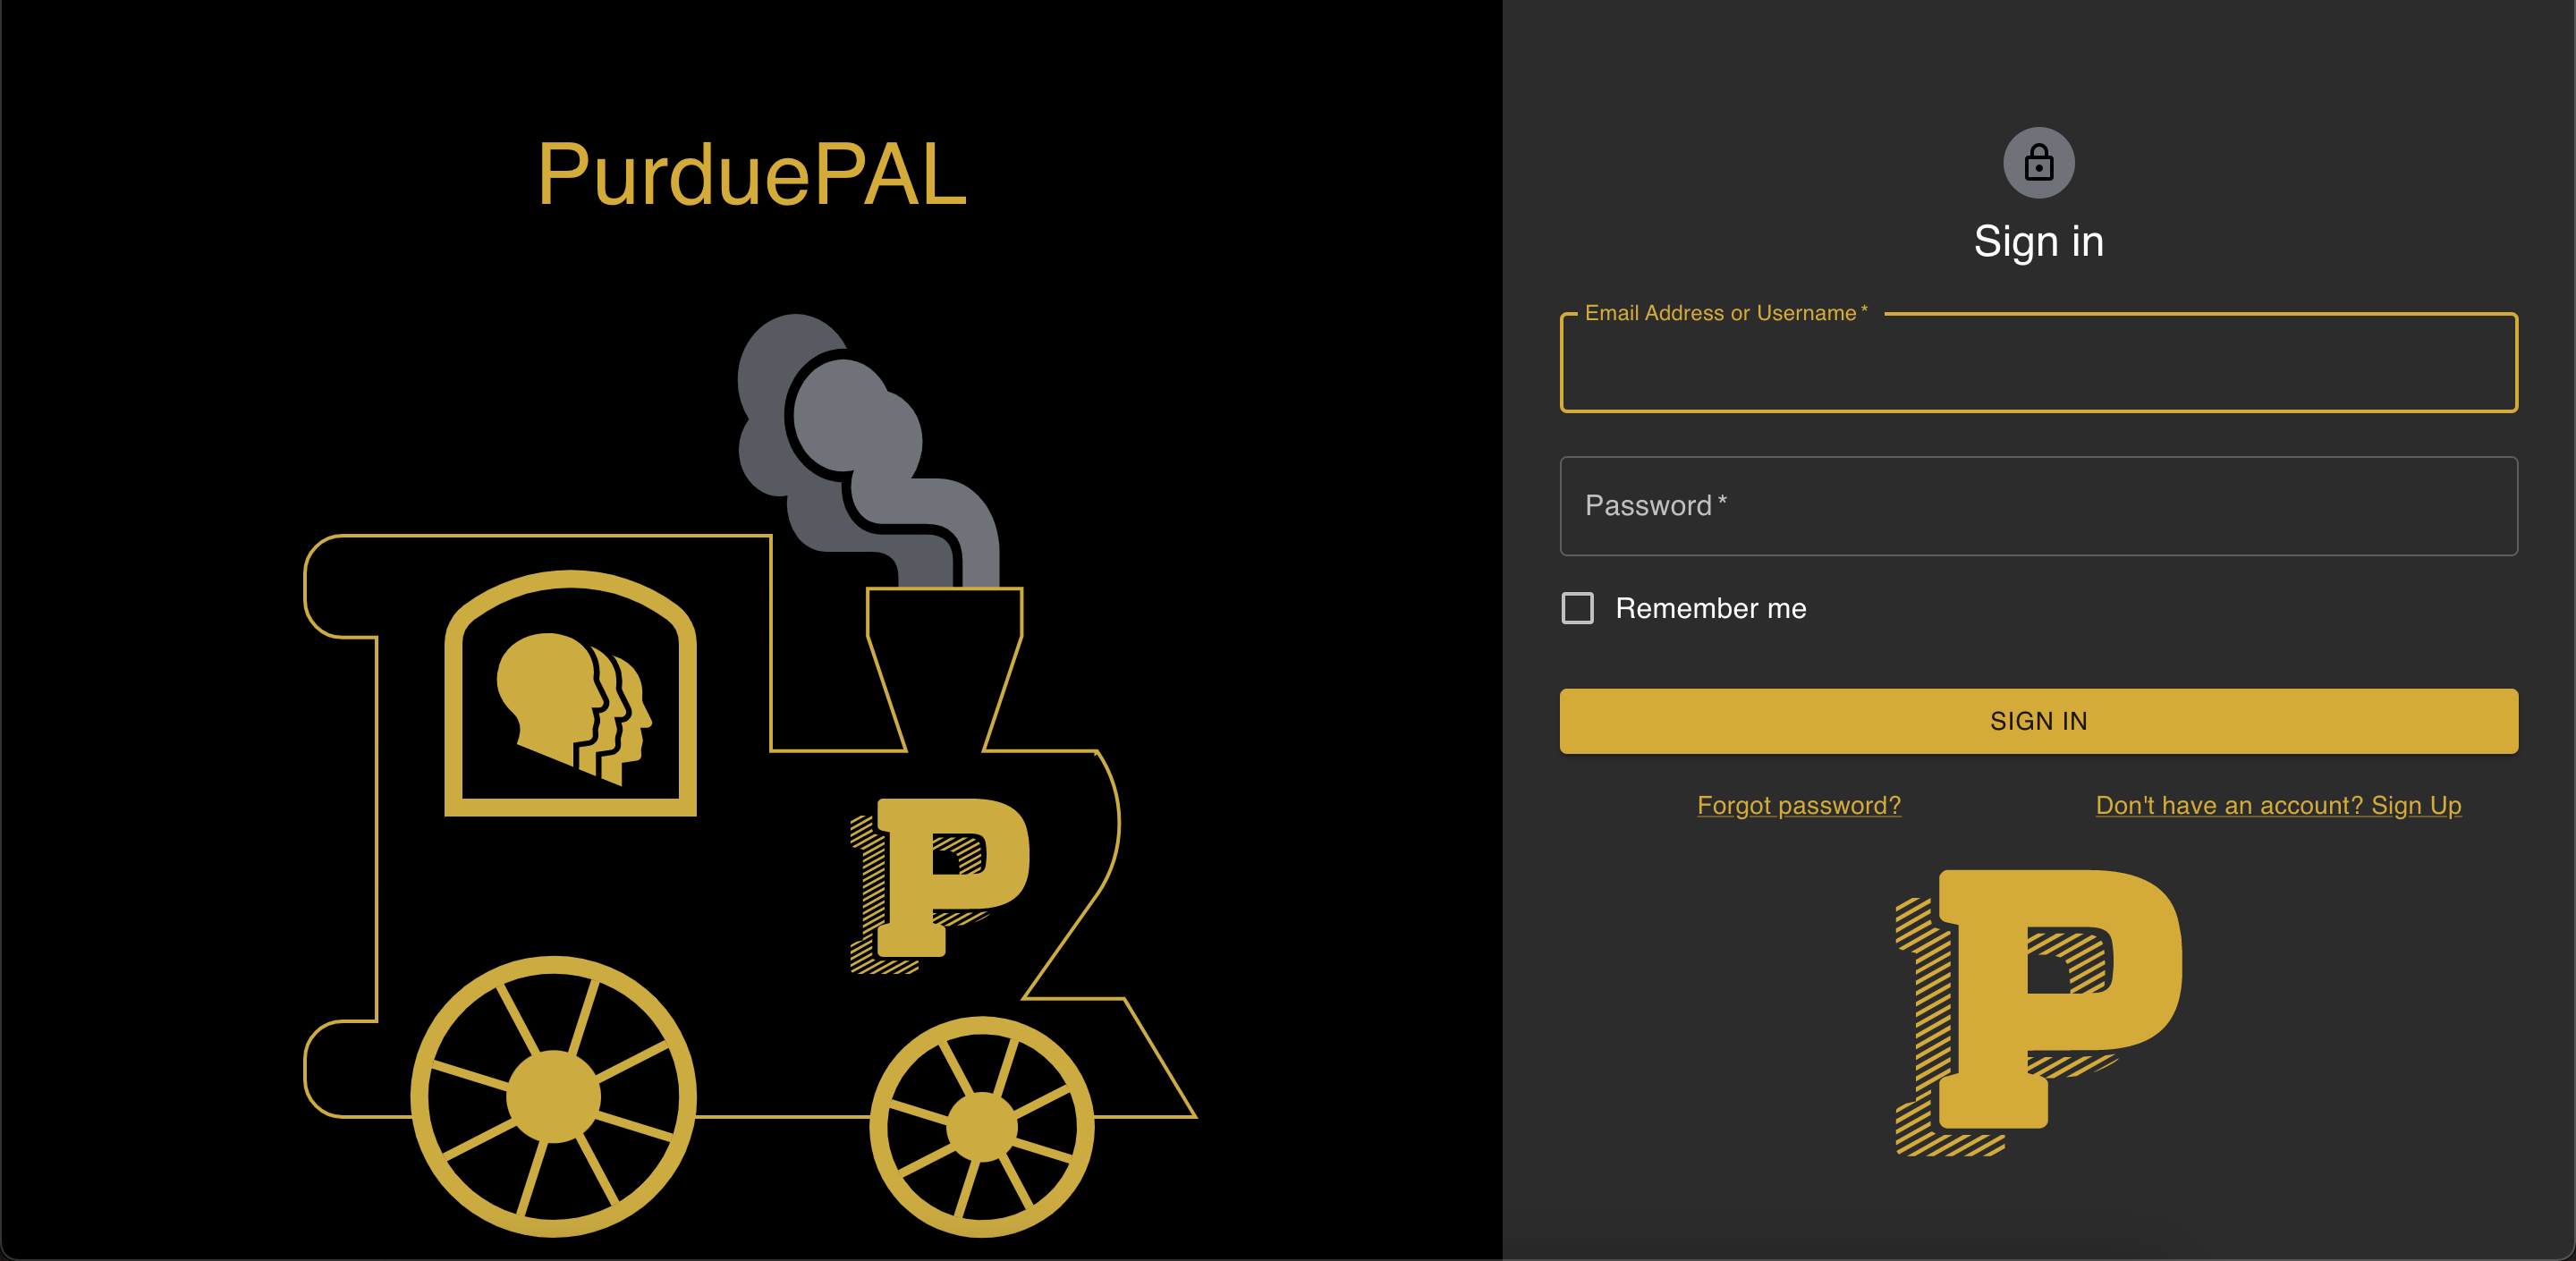 PurduePAL
P
Sign in
Email Address or Username *
Password *
Remember me
SIGN IN
Forgot password? Don't have an account? Sign Up
P